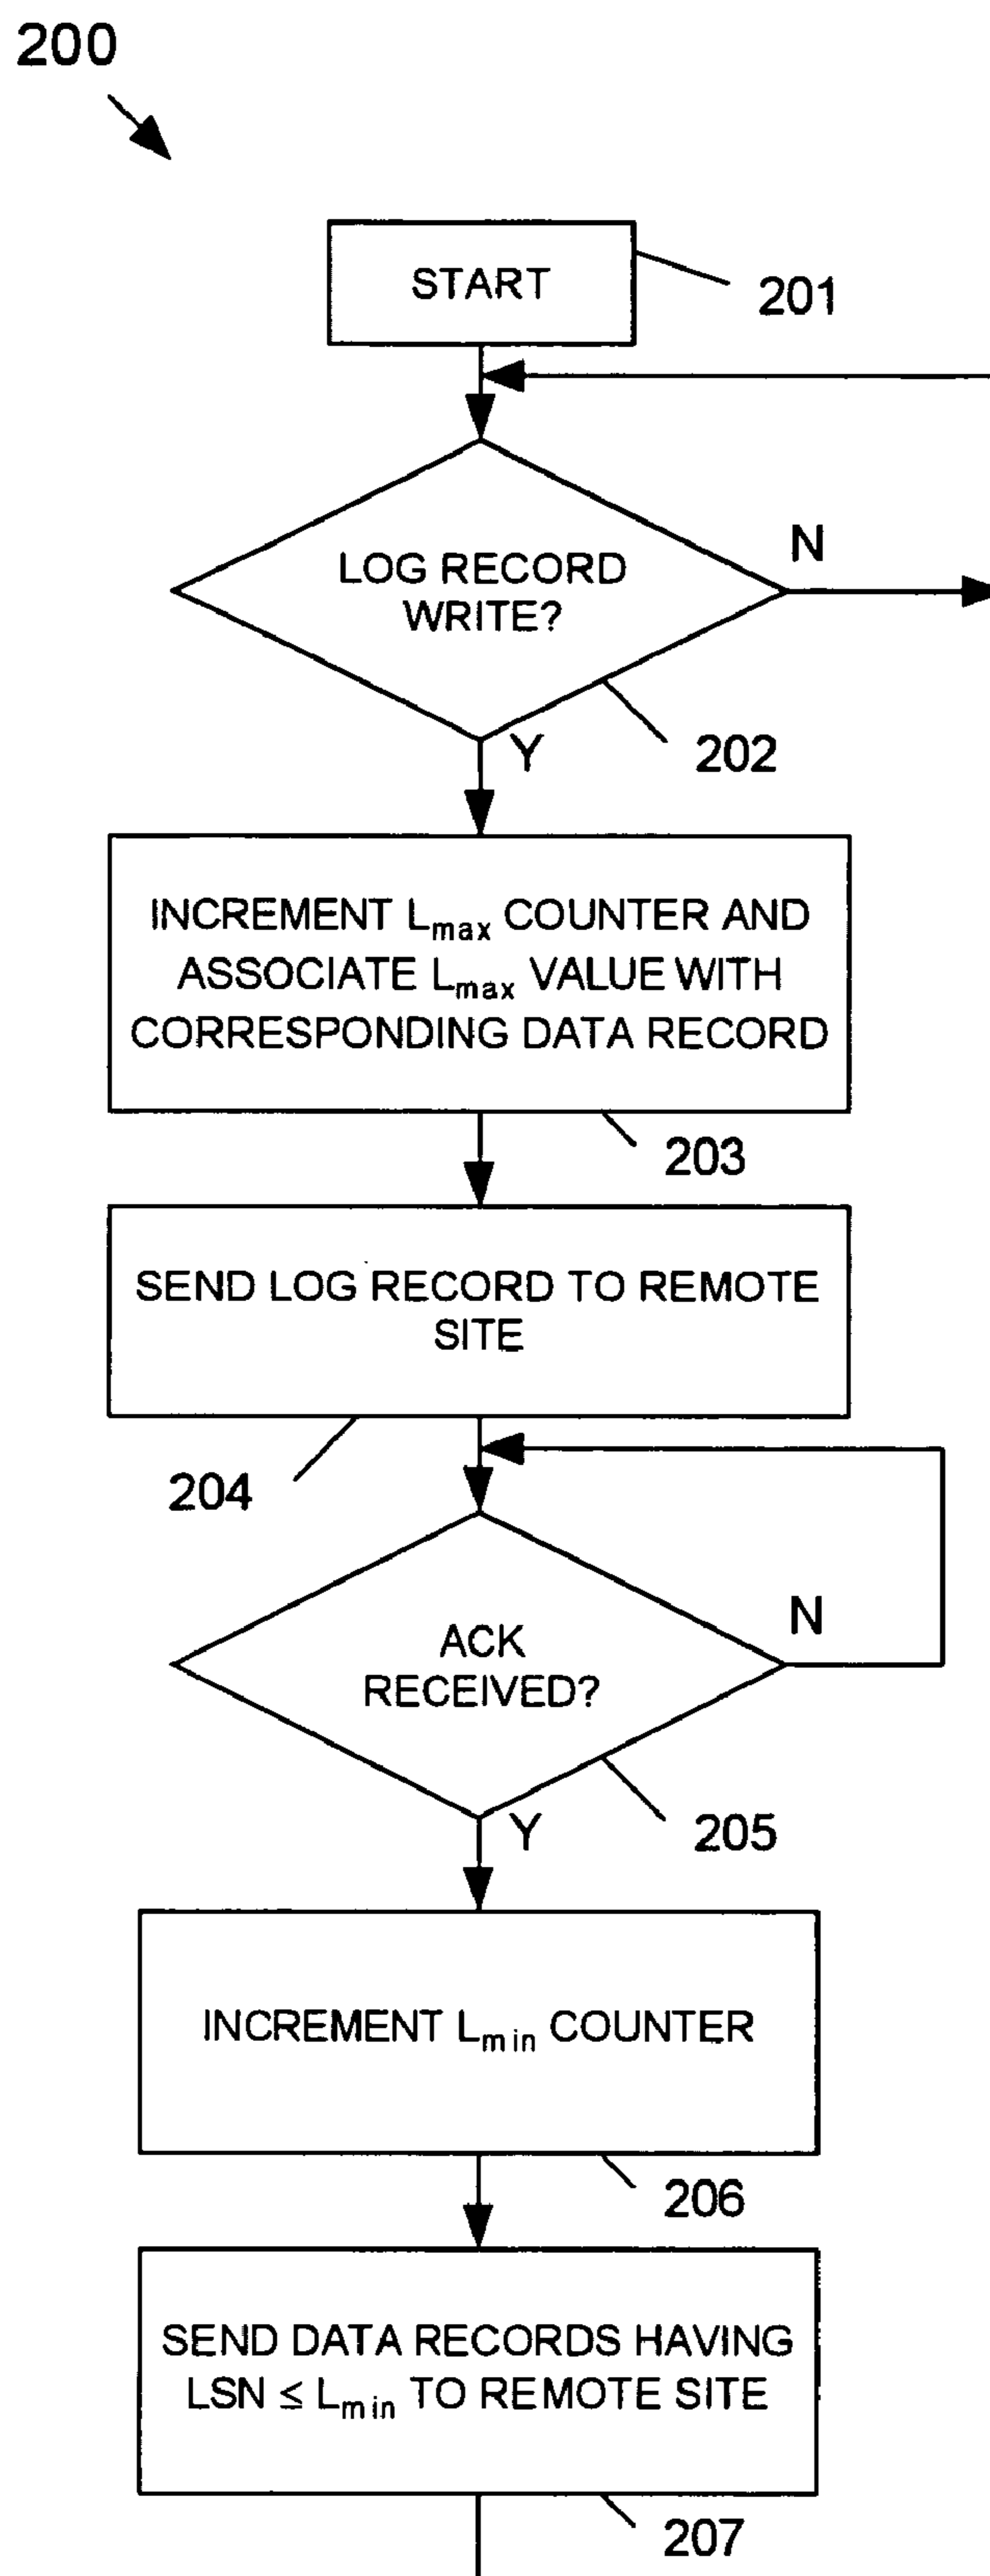 200
START
201
LOG RECORD
WRITE?
N
202
Y
INCREMENT Lmax COUNTER AND
ASSOCIATE Lmax VALUE WITH
CORRESPONDING DATA RECORD
203
SEND LOG RECORD TO REMOTE
SITE
204
ACK
RECEIVED?
N
205
Y
INCREMENT Lmin COUNTER
206
SEND DATA RECORDS HAVING
LSN ≤ Lmin TO REMOTE SITE
207